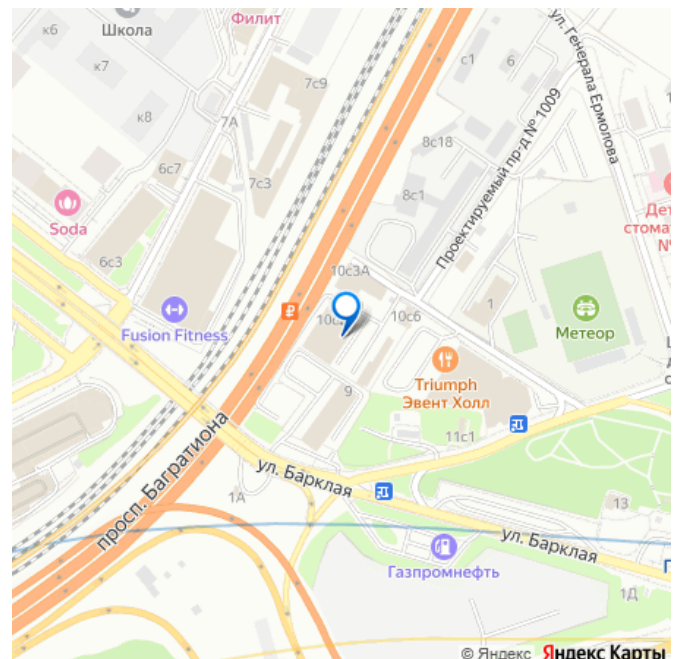 к6
Школа
Филит
к7
7с9
с1
6
ул. Генерала Ермолова
к8
7А
8с18
Проектируемый пр-д № 1009
6с7
7с3
8с1
Soda
Дет
стомат
№
6с3
10с3А
1
Fusion Fitness
10с6
Метеор
Triumph
Эвент Холл
9
11с1
просп. Багратиона
ул. Барклая
1А
13
ул. Барклая
Газпромнефть
1Д
© Яндекс Яндекс Карты